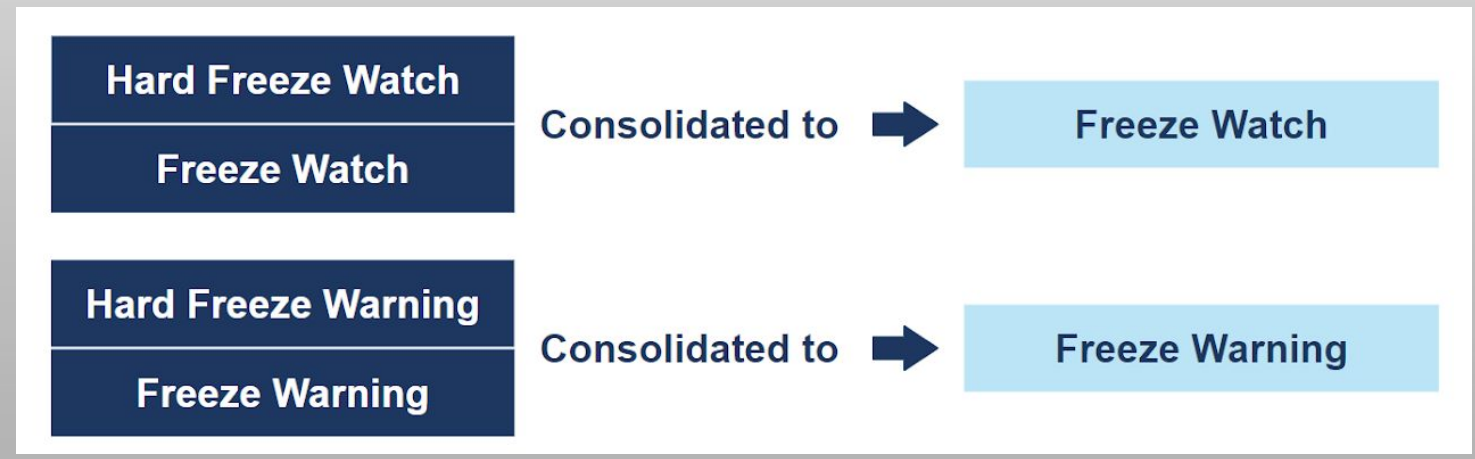 Hard Freeze Watch
Freeze Watch
Consolidated to
Freeze Watch
Hard Freeze Warning
Freeze Warning
Consolidated to
Freeze Warning